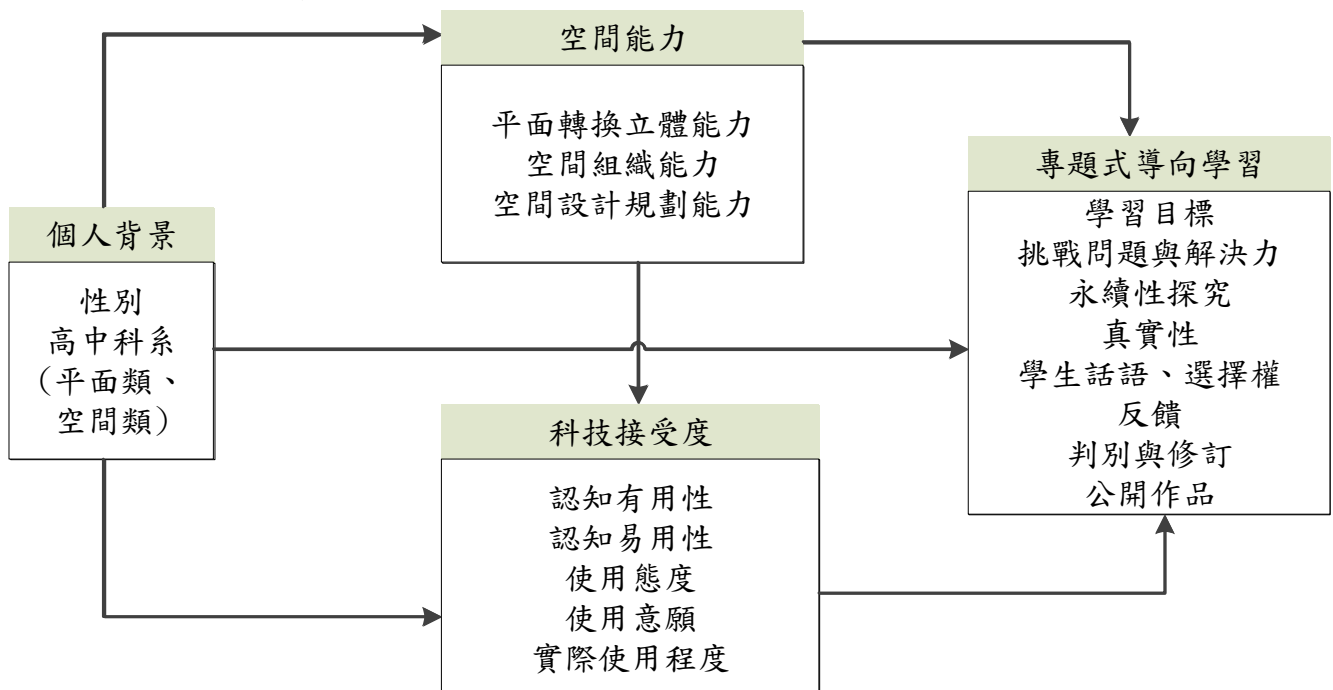 空間能力
平面轉換立體能力
空間組織能力
空間設計規劃能力
個人背景
性別
高中科系
（平面類、
空間類）
科技接受度
認知有用性
認知易用性
使用態度
使用意願
實際使用程度
專題式導向學習
學習目標
挑戰問題與解決力
永續性探究
真實性
學生話語、選擇權
反饋
判別與修訂
公開作品